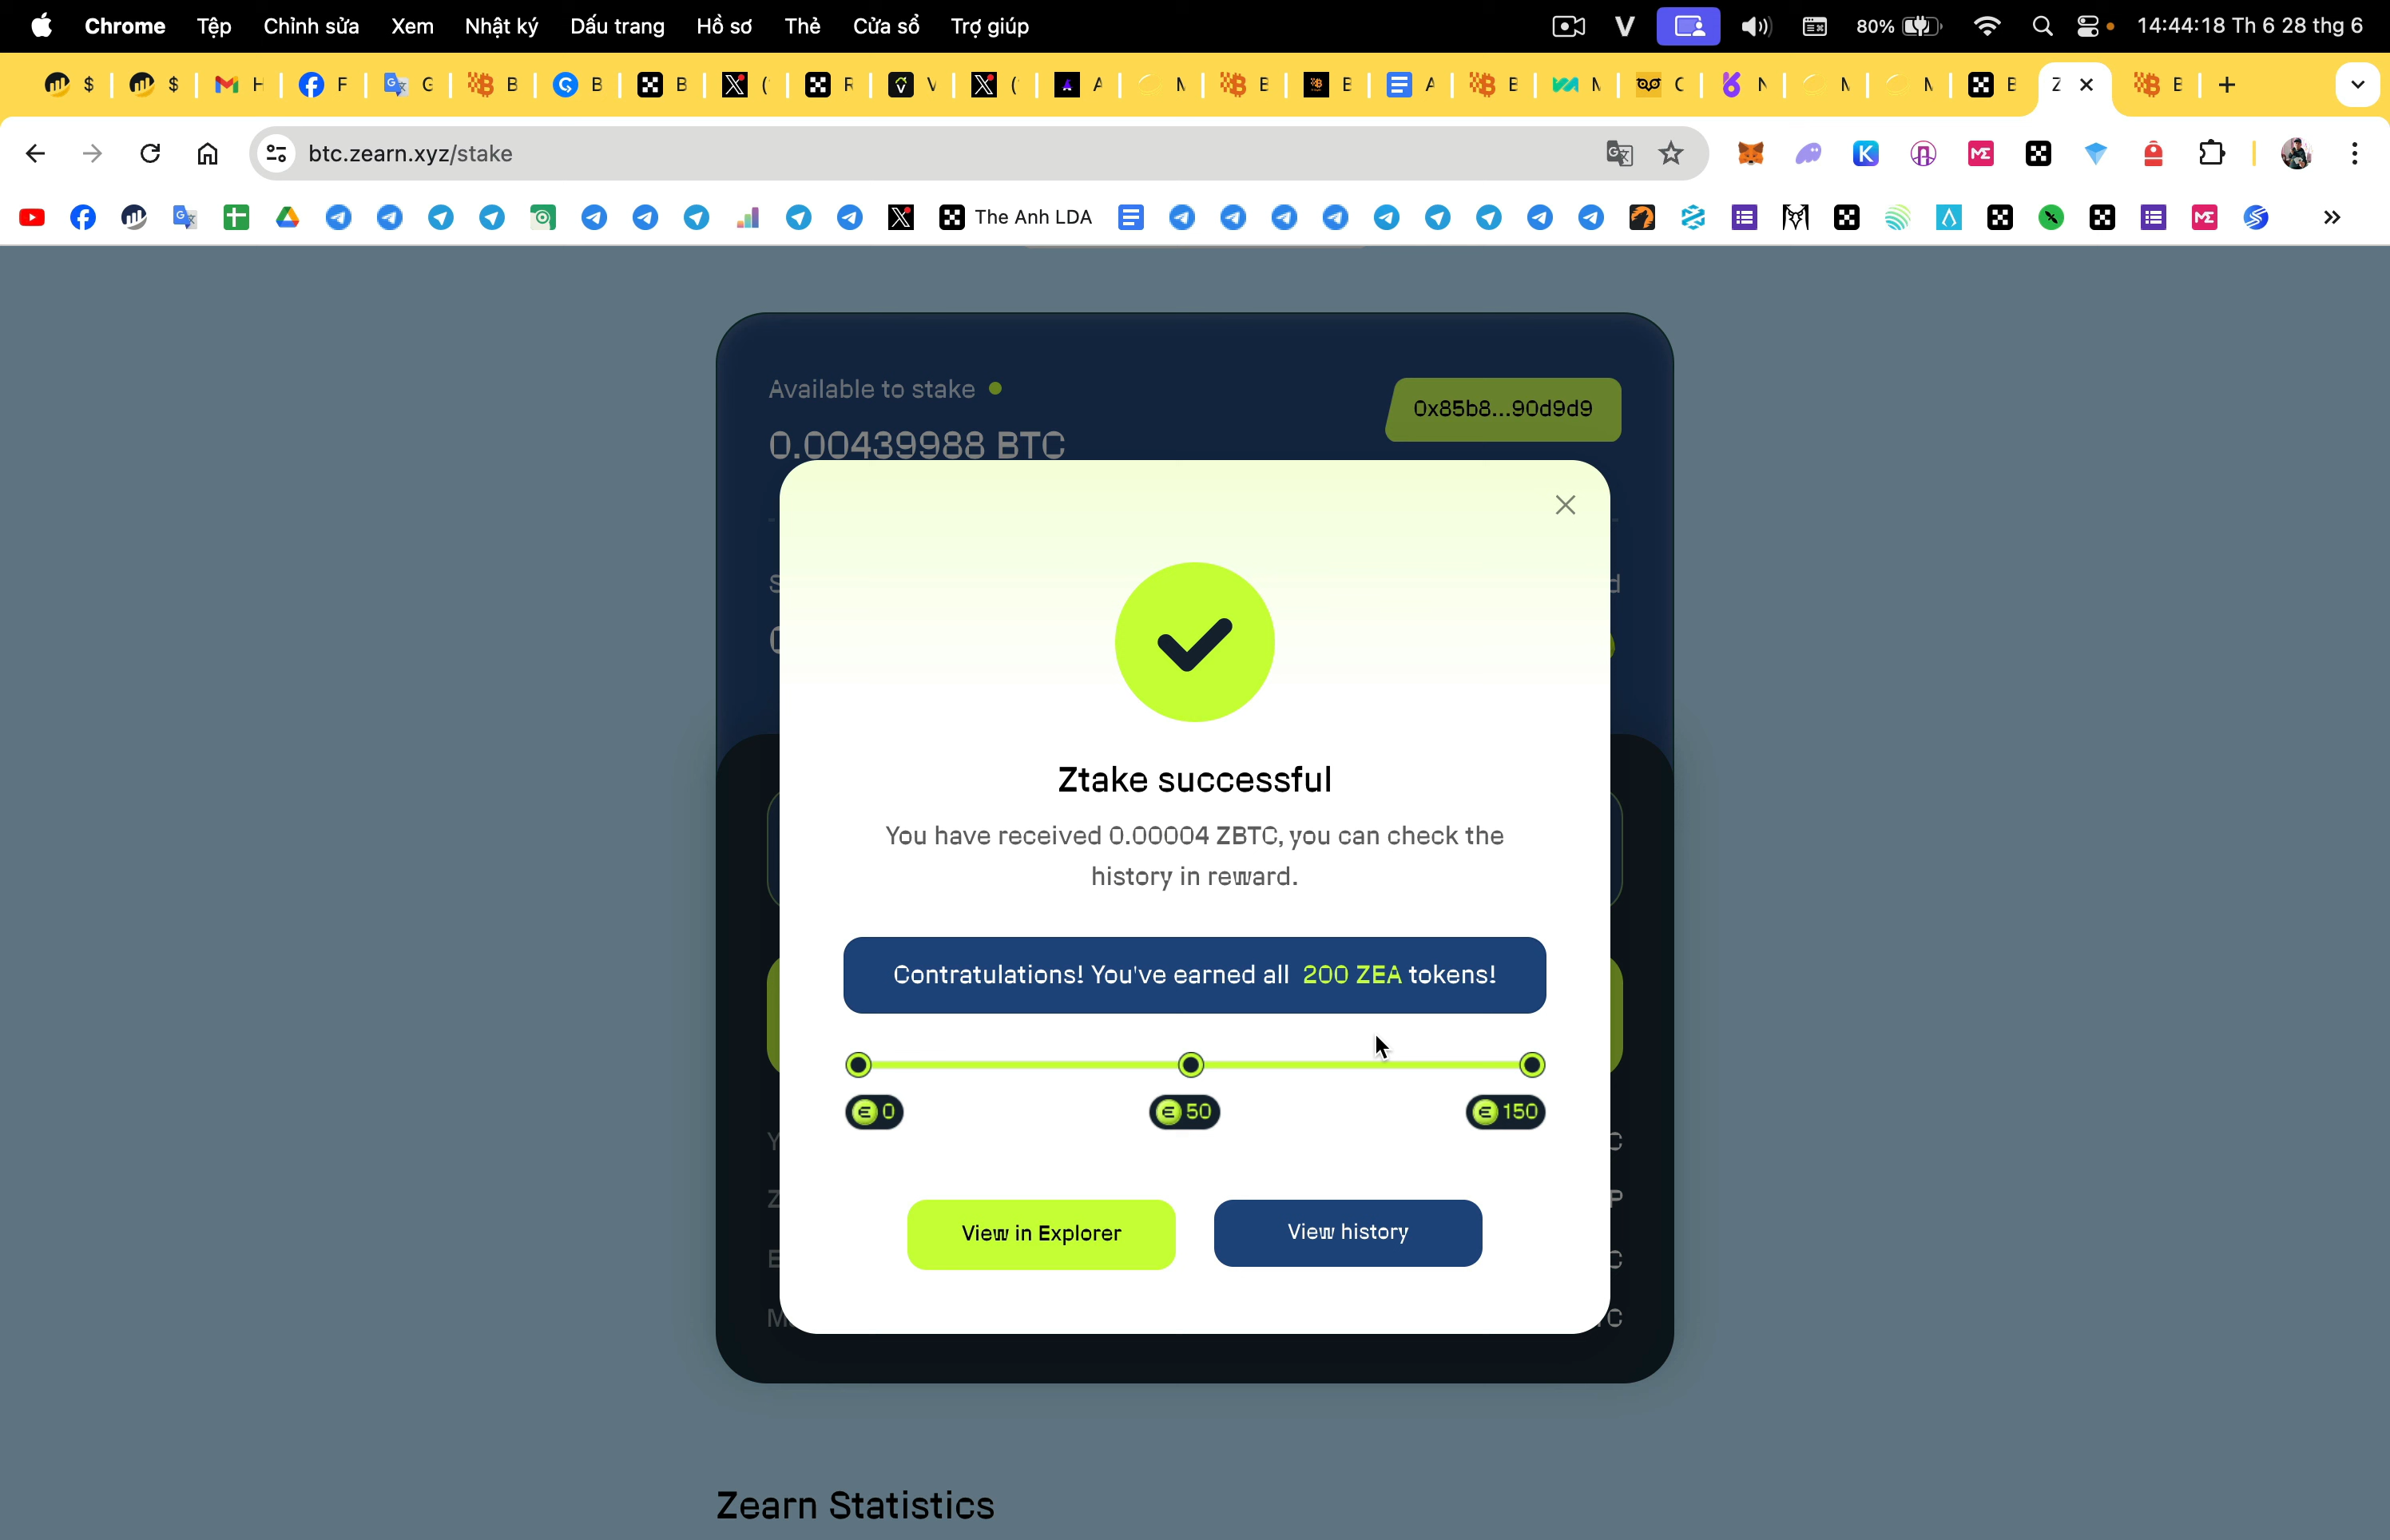 Chrome Tệp Chỉnh sửa Xem Nhật ký Dấu trang Hồ sơ Thẻ Cửa sổ Trợ giúp 80% 14:44:18 Th 6 28 thg 6
$ $ F G B B B ( V ( B E B Z
btc.zearn.xyz/stake
The Anh LDA
Available to stake
0x85b8...90d9d9
0.00439988 BTC
Ztake successful
You have received 0.00004 ZBTC, you can check the
history in reward.
Contratulations! You've earned all 200 ZEA tokens!
0 50 150
View in Explorer View history
Zearn Statistics